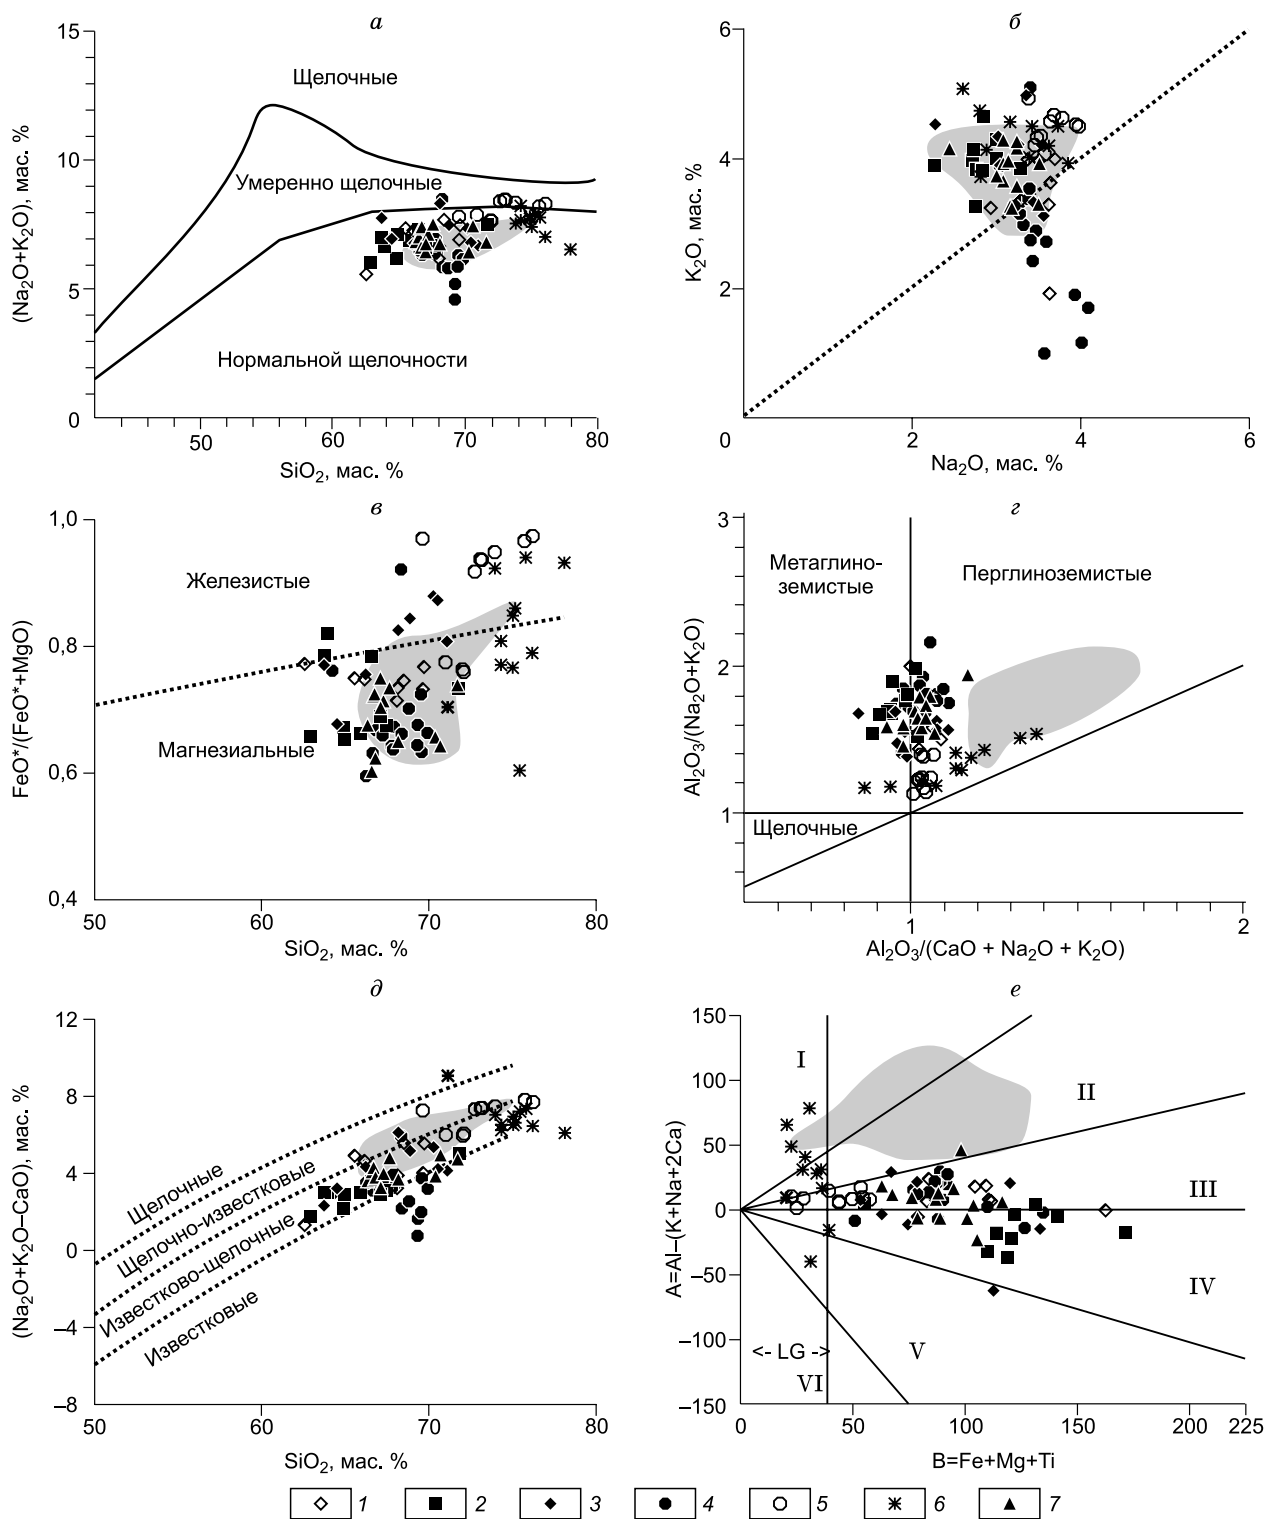 а
15
10
5
0
(Na₂O+K₂O), мас. %
Щелочные
Умеренно щелочные
Нормальной щелочности
50
60
70
80
SiO₂, мас. %
б
6
4
2
0
K₂O, мас. %
2
4
6
Na₂O, мас. %
в
1,0
0,8
0,6
0,4
FeO*/(FeO*+MgO)
Железистые
Магнезиальные
50
60
70
80
SiO₂, мас. %
г
3
2
1
Al₂O₃/(Na₂O+K₂O)
Метаглино-
земистые
Перглиноземистые
Щелочные
1
2
Al₂O₃/(CaO + Na₂O + K₂O)
д
12
8
4
0
–4
–8
(Na₂O+K₂O–CaO), мас. %
Щелочные
Щелочно-известковые
Известково-щелочные
Известковые
50
60
70
80
SiO₂, мас. %
е
150
100
50
0
–50
–100
–150
A=Al–(K+Na+2Ca)
I
II
III
IV
V
VI
<- LG ->
0
50
100
150
200
225
B=Fe+Mg+Ti
1
2
3
4
5
6
7